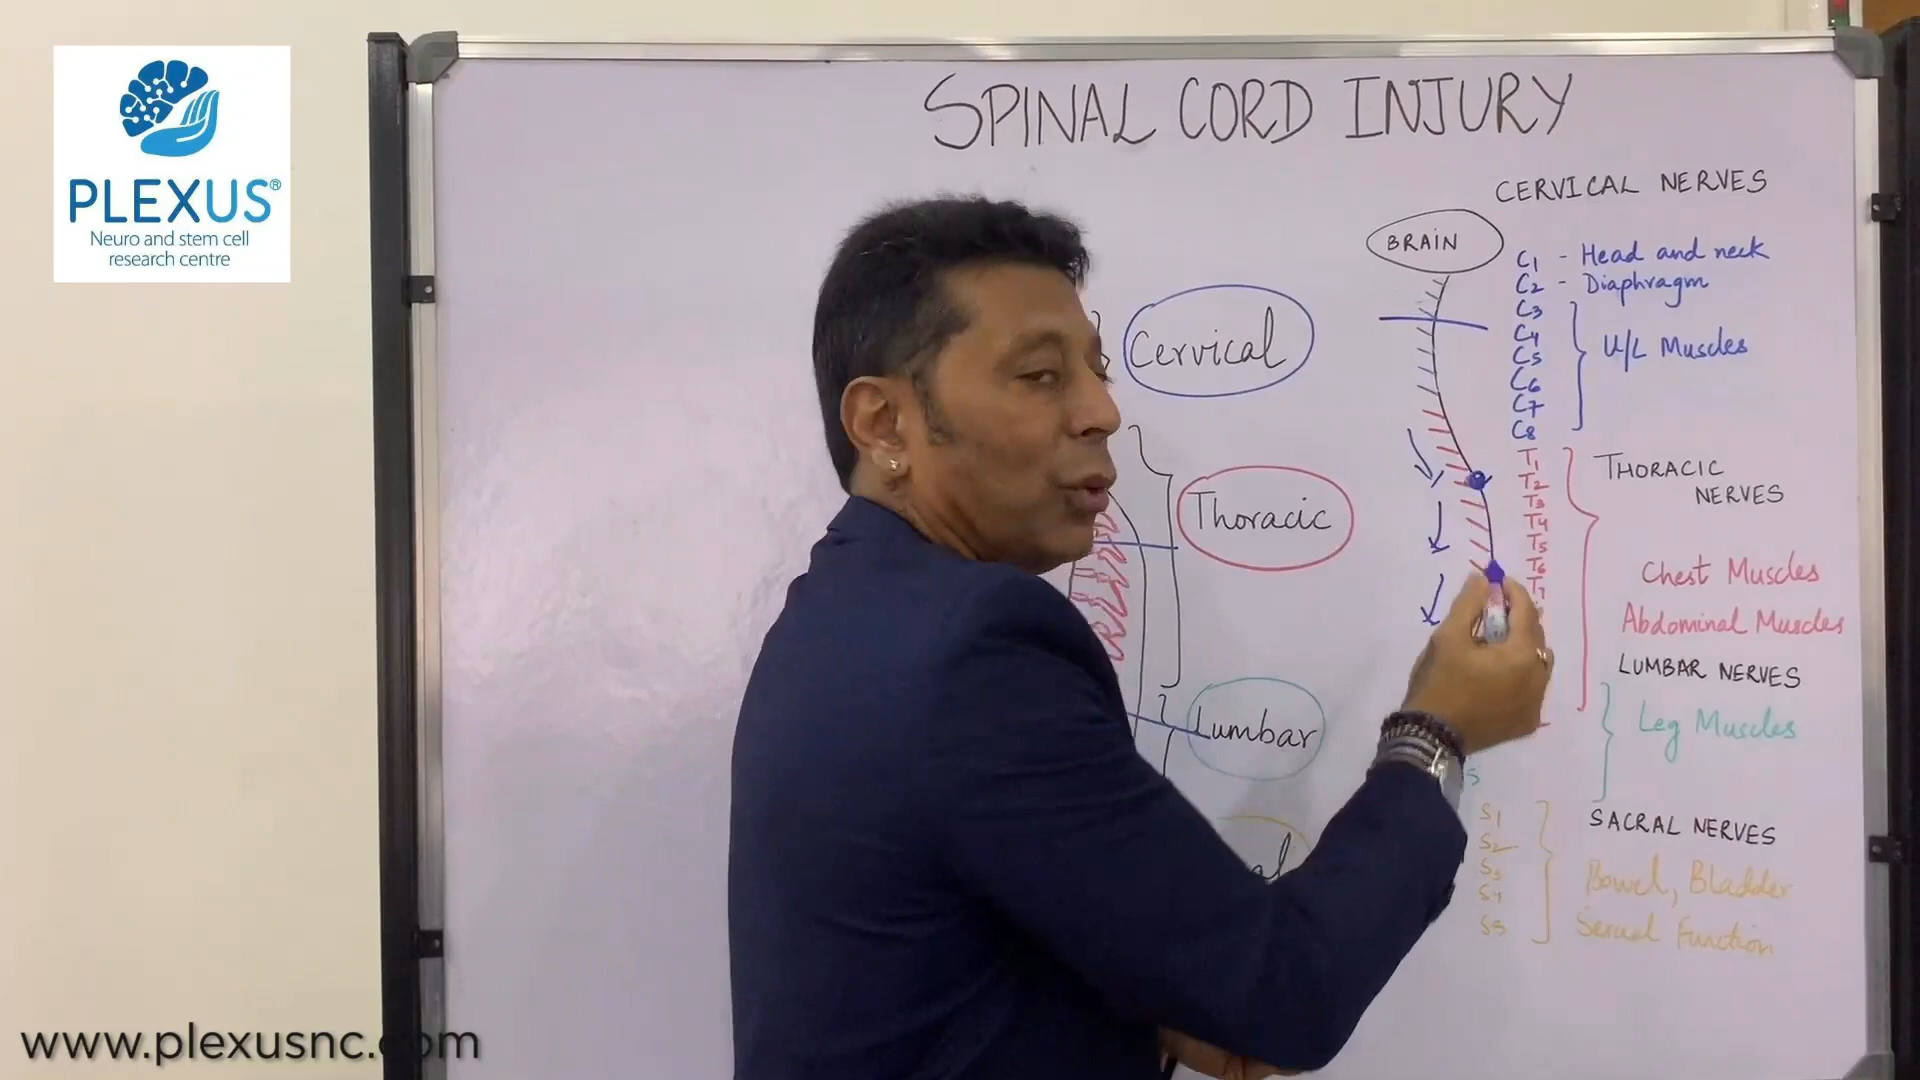 PLEXUS®
Neuro and stem cell
research centre
SPINAL CORD INJURY
CERVICAL NERVES
BRAIN
C1 - Head and neck
C2 - Diaphragm
C3
C4
C5
C6
C7
C8
U/L Muscles
Cervical
T1
T2
T3
T4
T5
T6
T7
THORACIC
NERVES
Thoracic
Chest Muscles
Abdominal Muscles
LUMBAR NERVES
Leg Muscles
Lumbar
S1
S2
S3
S4
S5
SACRAL NERVES
Bowel, Bladder
Sexual Function
www.plexusnc.com